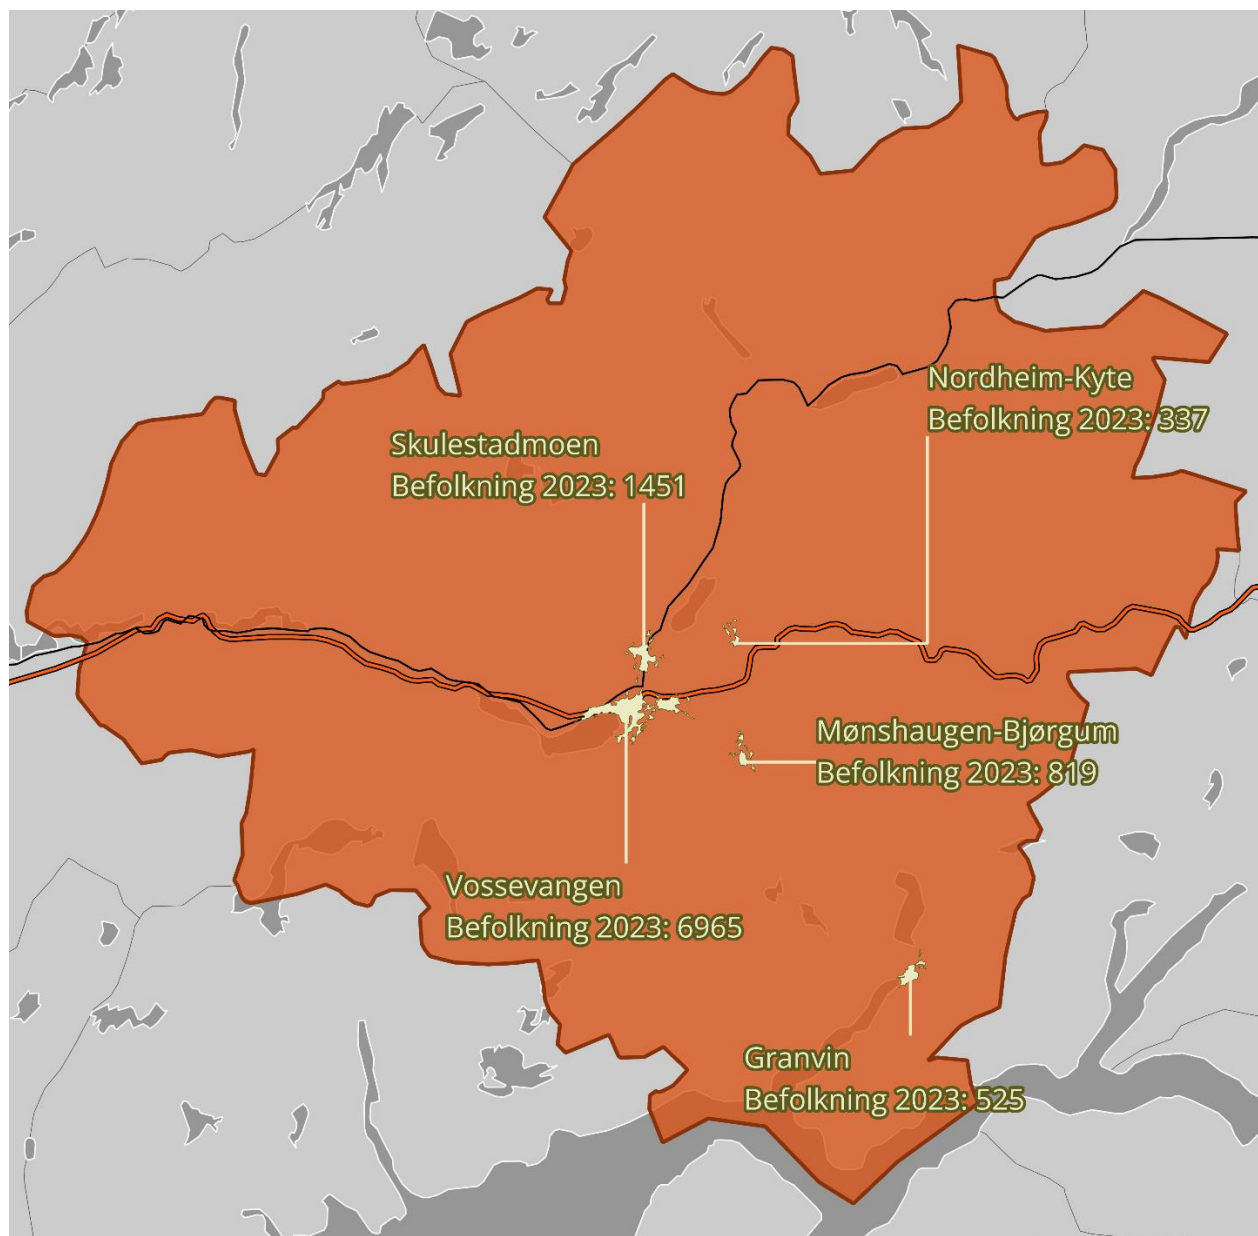 Nordheim-Kyte
Befolkning 2023: 337
Skulestadmoen
Befolkning 2023: 1451
Mønshaugen-Bjørgum
Befolkning 2023: 819
Vossevangen
Befolkning 2023: 6965
Granvin
Befolkning 2023: 525